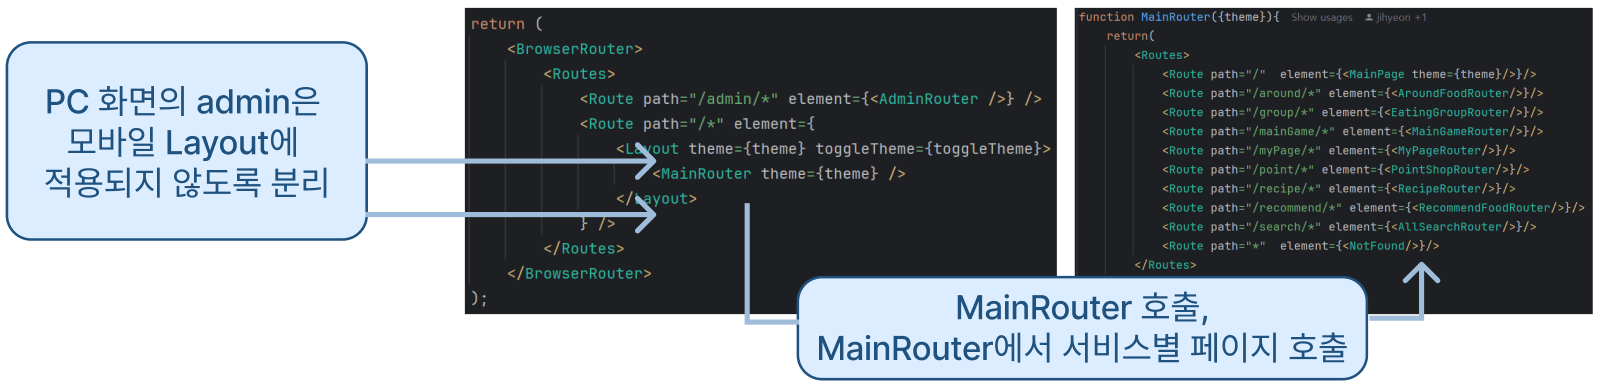 PC 화면의 admin은
모바일 Layout에
적용되지 않도록 분리
return (
<BrowserRouter>
<Routes>
<Route path="/admin/*" element={<AdminRouter />} />
<Route path="/*" element={
<Layout theme={theme} toggleTheme={toggleTheme}>
<MainRouter theme={theme} />
</Layout>
} />
</Routes>
</BrowserRouter>
);
function MainRouter({theme}){ Show usages jihyeon +1
return(
<Routes>
<Route path="/" element={<MainPage theme={theme}/>}/>
<Route path="/around/*" element={<AroundFoodRouter/>}/>
<Route path="/group/*" element={<EatingGroupRouter/>}/>
<Route path="/mainGame/*" element={<MainGameRouter/>}/>
<Route path="/myPage/*" element={<MyPageRouter/>}/>
<Route path="/point/*" element={<PointShopRouter/>}/>
<Route path="/recipe/*" element={<RecipeRouter/>}/>
<Route path="/recommend/*" element={<RecommendFoodRouter/>}/>
<Route path="/search/*" element={<AllSearchRouter/>}/>
<Route path="*" element={<NotFound/>}/>
</Routes>
MainRouter 호출,
MainRouter에서 서비스별 페이지 호출